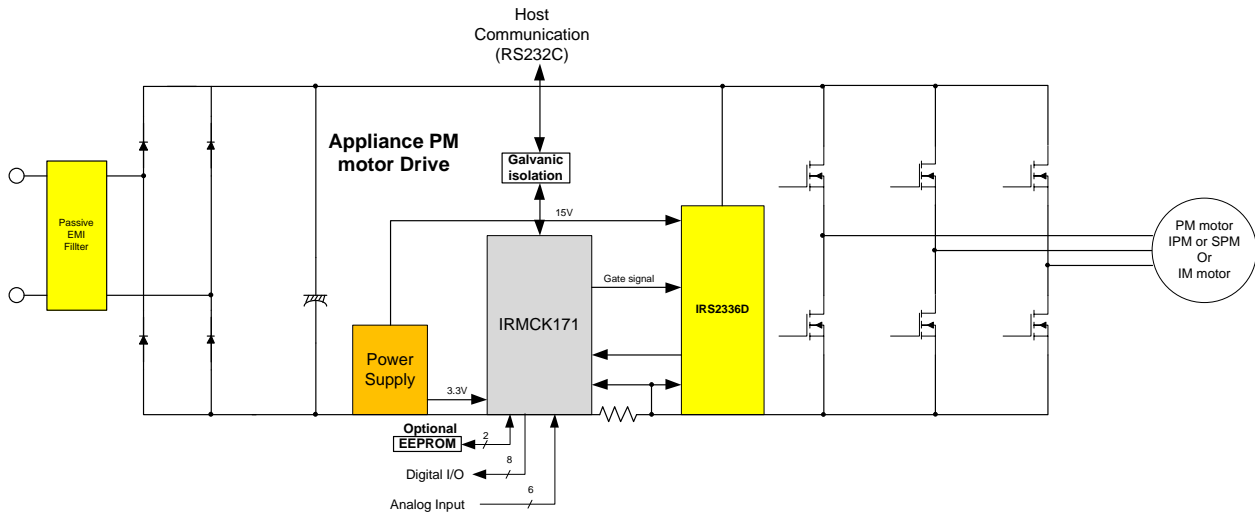 Host
Communication
(RS232C)
Appliance PM
motor Drive
Galvanic
isolation
15V
Passive
EMI
Fillter
PM motor
IPM or SPM
Or
IM motor
Gate signal
IRS2336D
IRMCK171
Power
Supply
3.3V
Optional
EEPROM
2
Digital I/O
8
Analog Input
6